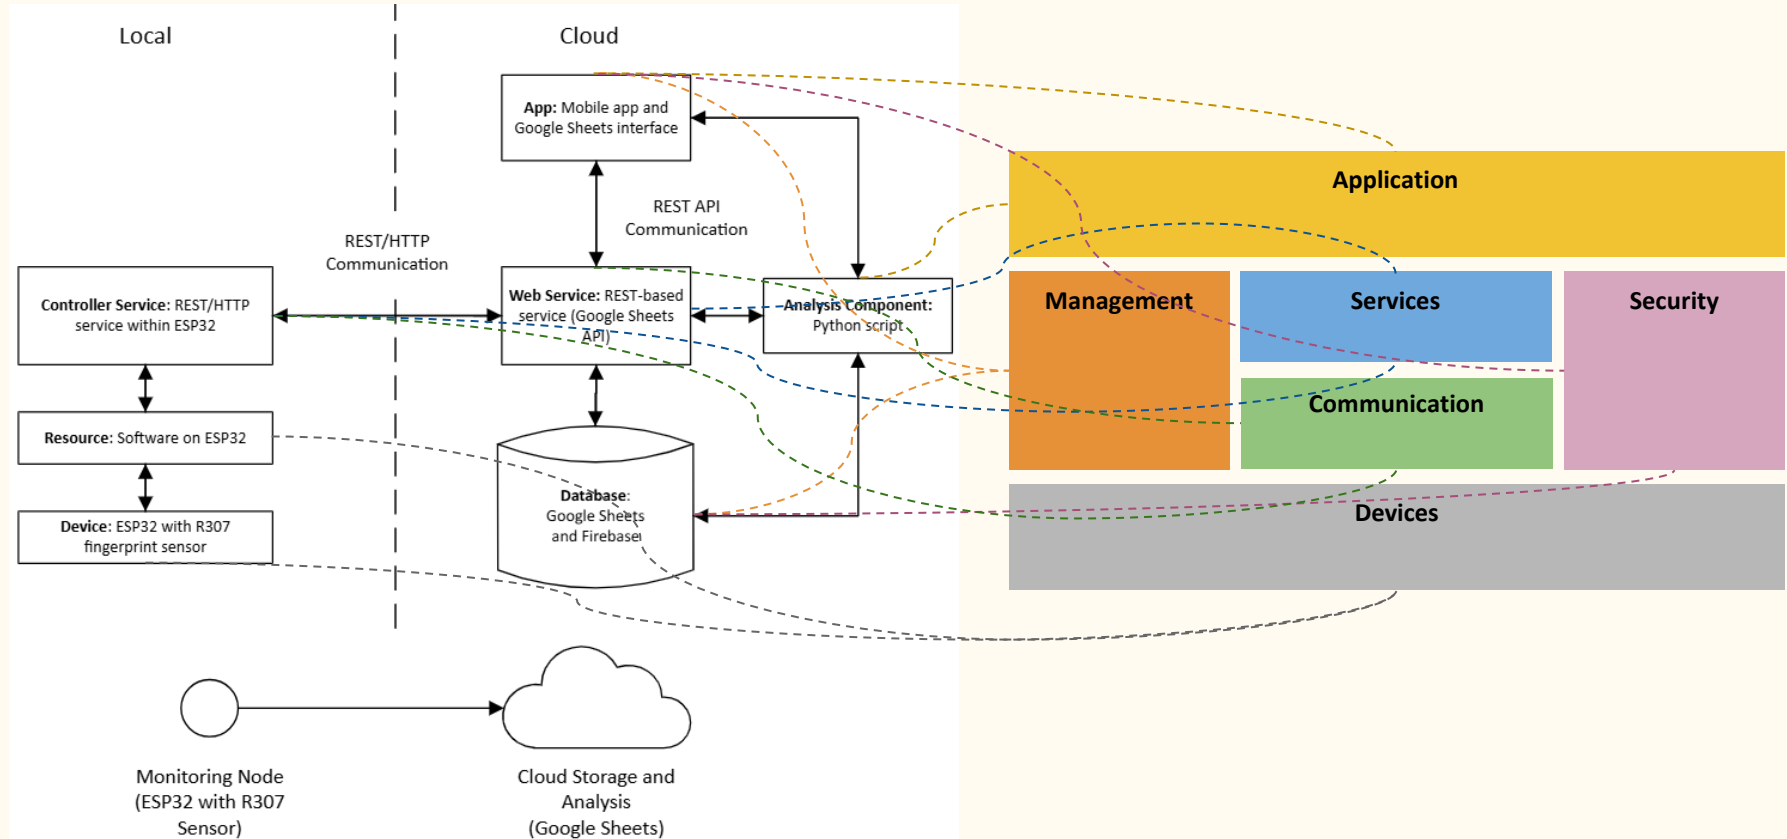 Local
Cloud
App: Mobile app and
Google Sheets interface
REST API
Communication
REST/HTTP
Communication
Controller Service: REST/HTTP
service within ESP32
Web Service: REST-based
service (Google Sheets
API)
Analysis Component:
Python script
Resource: Software on ESP32
Device: ESP32 with R307
fingerprint sensor
Database:
Google Sheets
and Firebase
Monitoring Node
(ESP32 with R307
Sensor)
Cloud Storage and
Analysis
(Google Sheets)
Application
Management
Services
Security
Communication
Devices